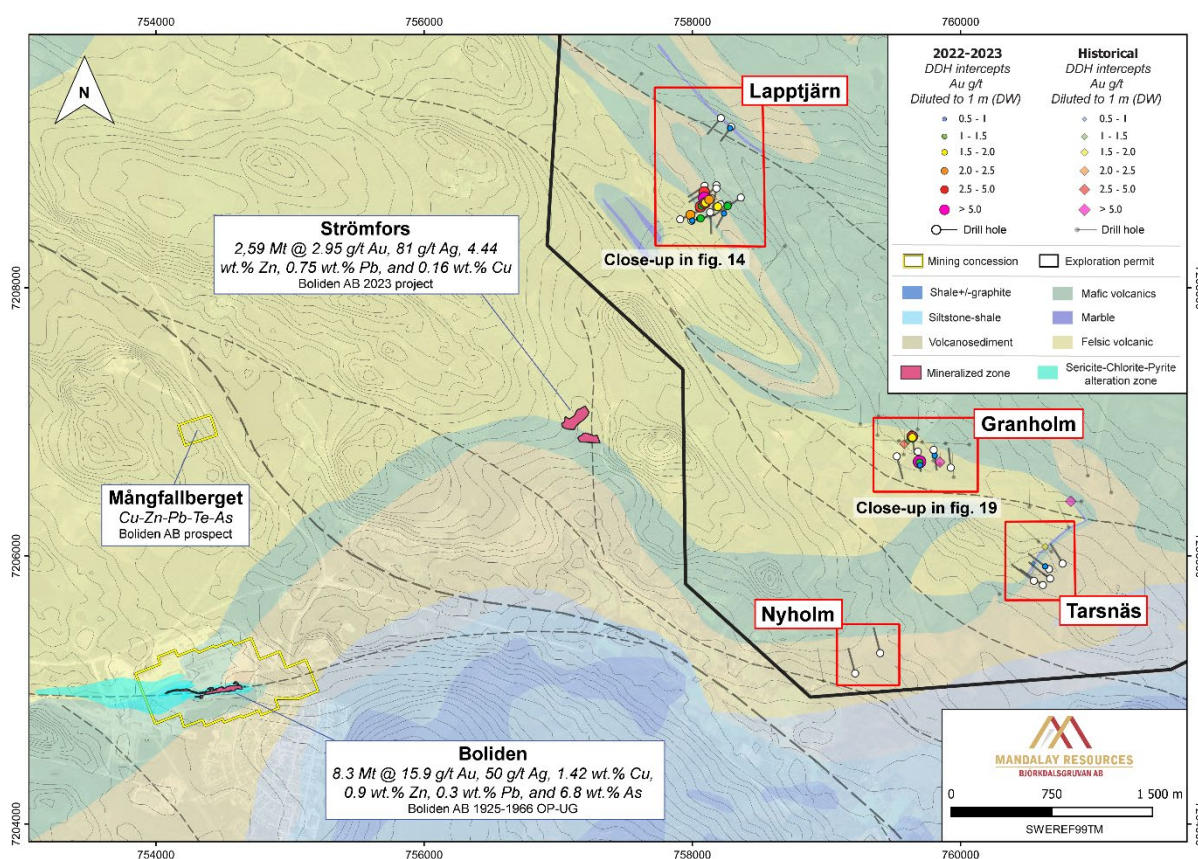 754000
756000
758000
760000
N
Lapptjärn
Close-up in fig. 14
Strömfors
2,59 Mt @ 2.95 g/t Au, 81 g/t Ag, 4.44
wt.% Zn, 0.75 wt.% Pb, and 0.16 wt.% Cu
Boliden AB 2023 project
2022-2023
DDH intercepts
Au g/t
Diluted to 1 m (DW)
0.5 - 1
1 - 1.5
1.5 - 2.0
2.0 - 2.5
2.5 - 5.0
> 5.0
Drill hole
Historical
DDH intercepts
Au g/t
Diluted to 1 m (DW)
0.5 - 1
1 - 1.5
1.5 - 2.0
2.0 - 2.5
2.5 - 5.0
> 5.0
Drill hole
Mining concession
Exploration permit
Shale+/-graphite
Mafic volcanics
Siltstone-shale
Marble
Volcanosediment
Felsic volcanic
Mineralized zone
Sericite-Chlorite-Pyrite
alteration zone
7208000
7208000
Granholm
Close-up in fig. 19
Mångfallberget
Cu-Zn-Pb-Te-As
Boliden AB prospect
7206000
7206000
Tarsnäs
Nyholm
Boliden
8.3 Mt @ 15.9 g/t Au, 50 g/t Ag, 1.42 wt.% Cu,
0.9 wt.% Zn, 0.3 wt.% Pb, and 6.8 wt.% As
Boliden AB 1925-1966 OP-UG
MANDALAY RESOURCES
BJÖRKDALSGRUVAN AB
0
750
1 500 m
SWEREF99TM
7204000
754000
756000
758000
760000